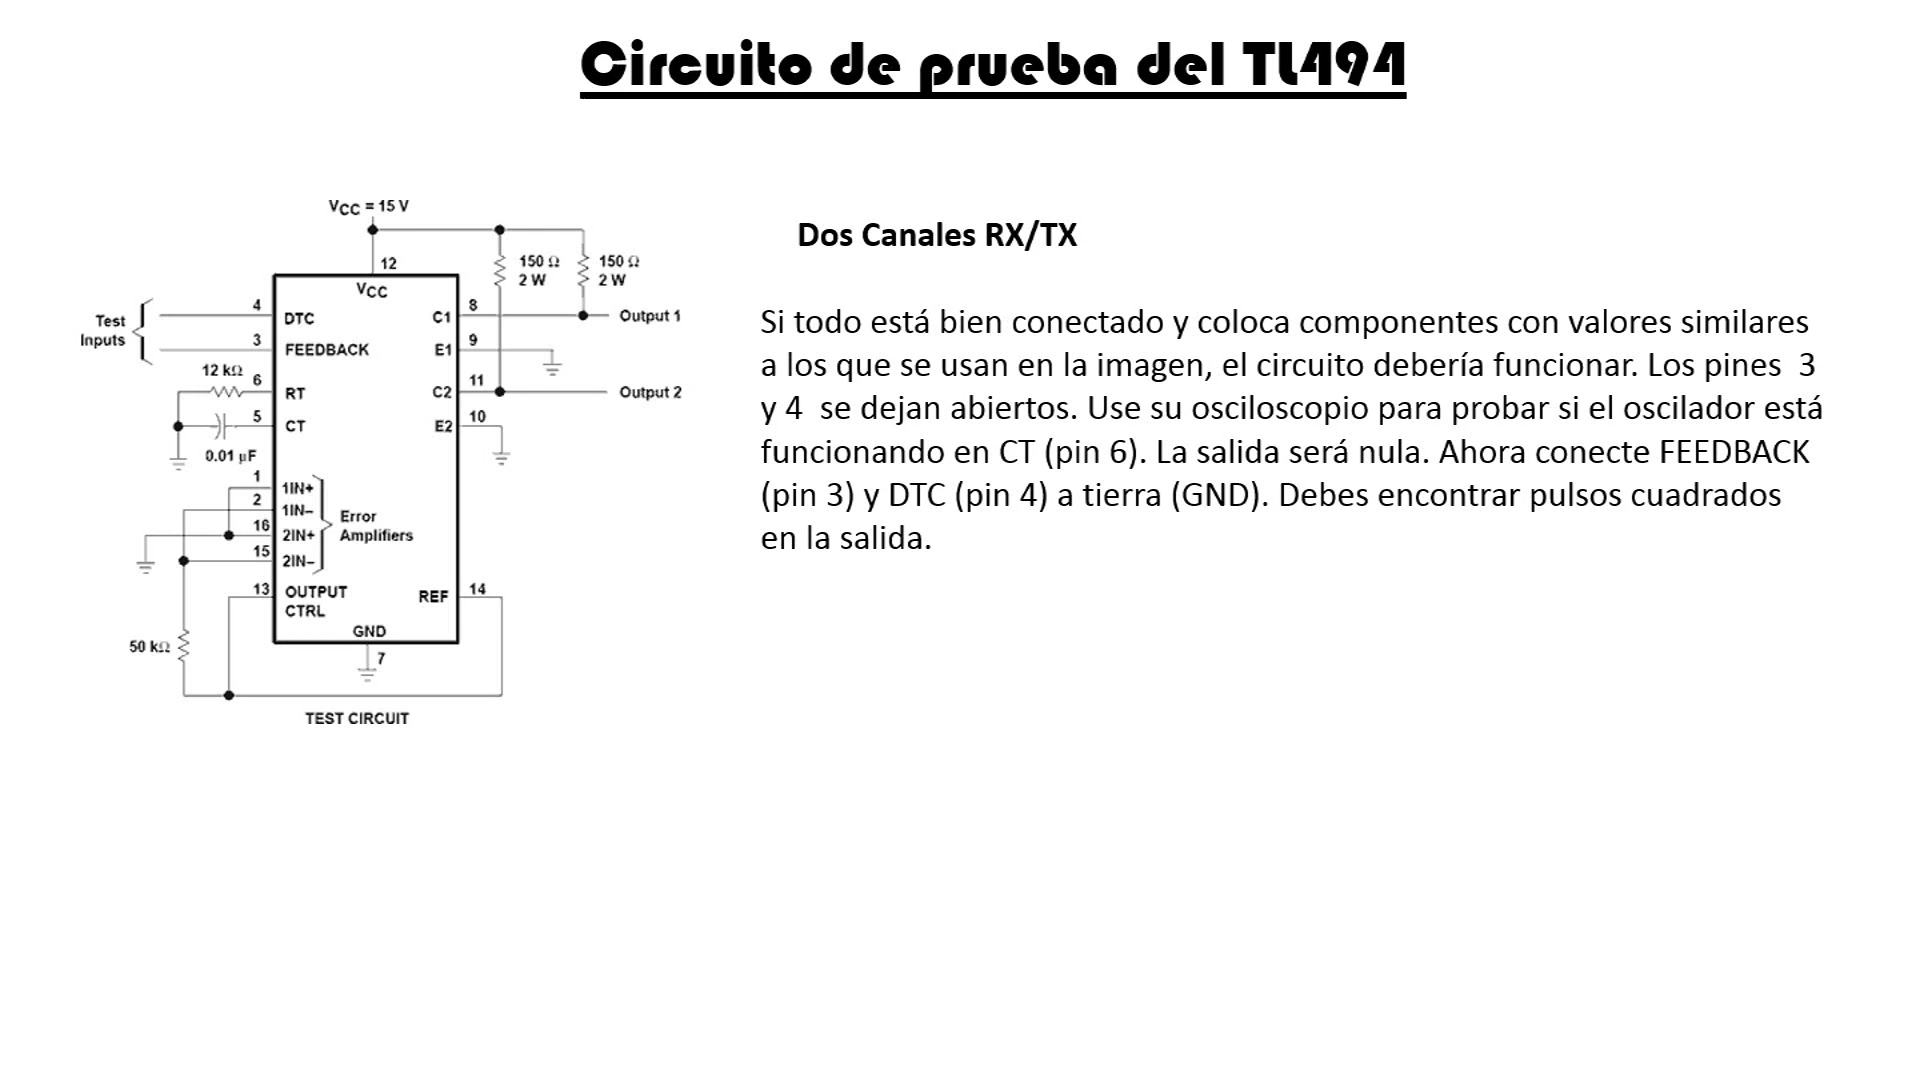 Circuito de prueba del TL494
Dos Canales RX/TX
Si todo está bien conectado y coloca componentes con valores similares
a los que se usan en la imagen, el circuito debería funcionar. Los pines 3
y 4 se dejan abiertos. Use su osciloscopio para probar si el oscilador está
funcionando en CT (pin 6). La salida será nula. Ahora conecte FEEDBACK
(pin 3) y DTC (pin 4) a tierra (GND). Debes encontrar pulsos cuadrados
en la salida.
VCC = 15 V
12
VCC
150 Ω
2 W
150 Ω
2 W
Test
Inputs
4
DTC
3
FEEDBACK
12 kΩ
6
RT
5
CT
0.01 µF
1
1IN+
2
1IN–
16
2IN+
15
2IN–
Error
Amplifiers
13
OUTPUT
CTRL
50 kΩ
C1
8
Output 1
E1
9
C2
11
Output 2
E2
10
REF
14
GND
7
TEST CIRCUIT